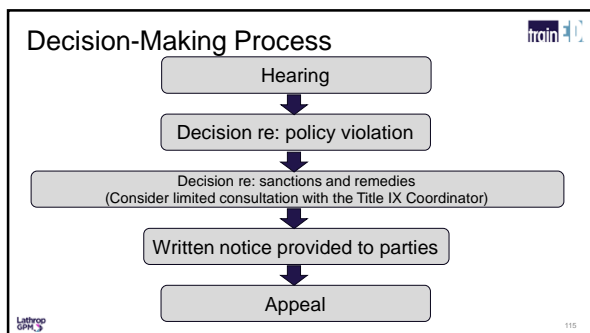 Decision-Making Process
trainED
Hearing
Decision re: policy violation
Decision re: sanctions and remedies
(Consider limited consultation with the Title IX Coordinator)
Written notice provided to parties
Appeal
Lathrop
GPM
115